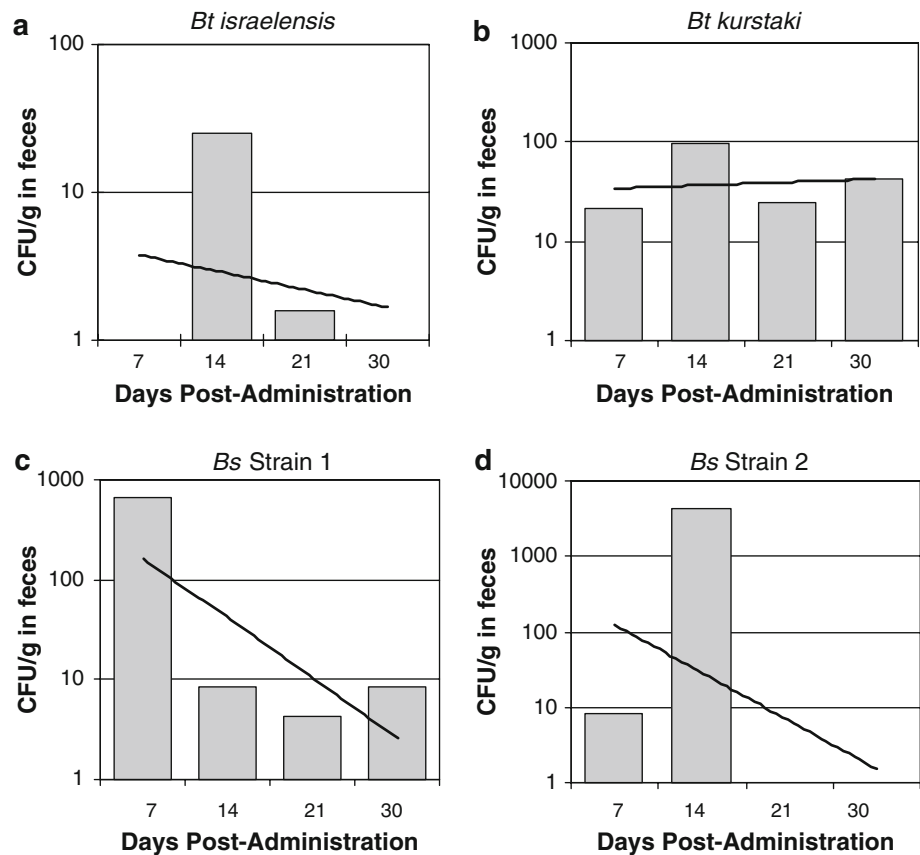 a
Bt israelensis
CFU/g in feces
100
10
1
7 14 21 30
Days Post-Administration
b
Bt kurstaki
CFU/g in feces
1000
100
10
1
7 14 21 30
Days Post-Administration
c
Bs Strain 1
CFU/g in feces
1000
100
10
1
7 14 21 30
Days Post-Administration
d
Bs Strain 2
CFU/g in feces
10000
1000
100
10
1
7 14 21 30
Days Post-Administration